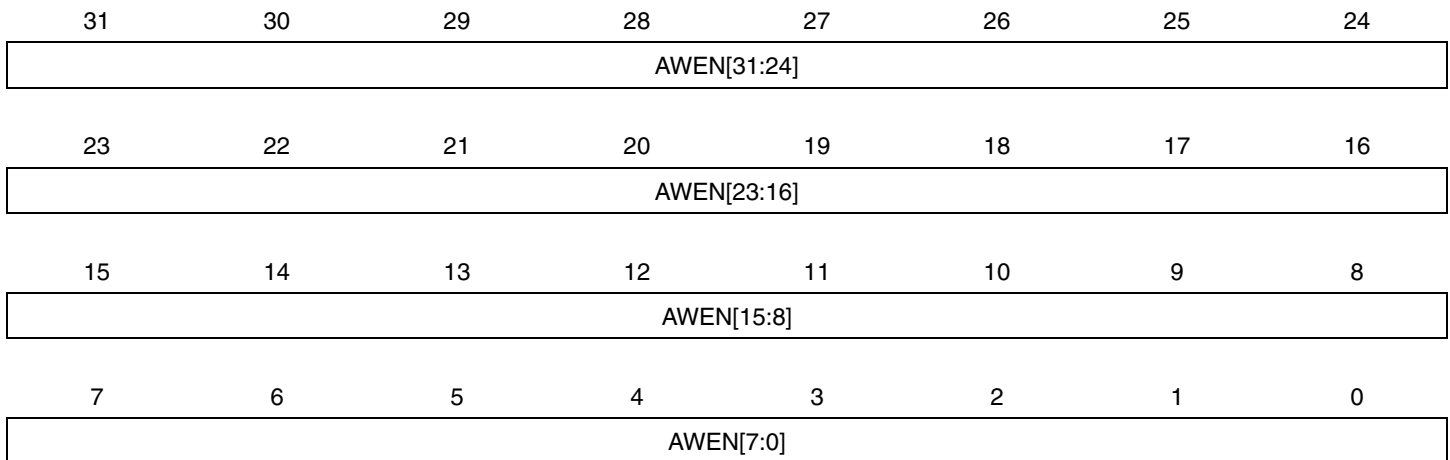 31 30 29 28 27 26 25 24
AWEN[31:24]
23 22 21 20 19 18 17 16
AWEN[23:16]
15 14 13 12 11 10 9 8
AWEN[15:8]
7 6 5 4 3 2 1 0
AWEN[7:0]